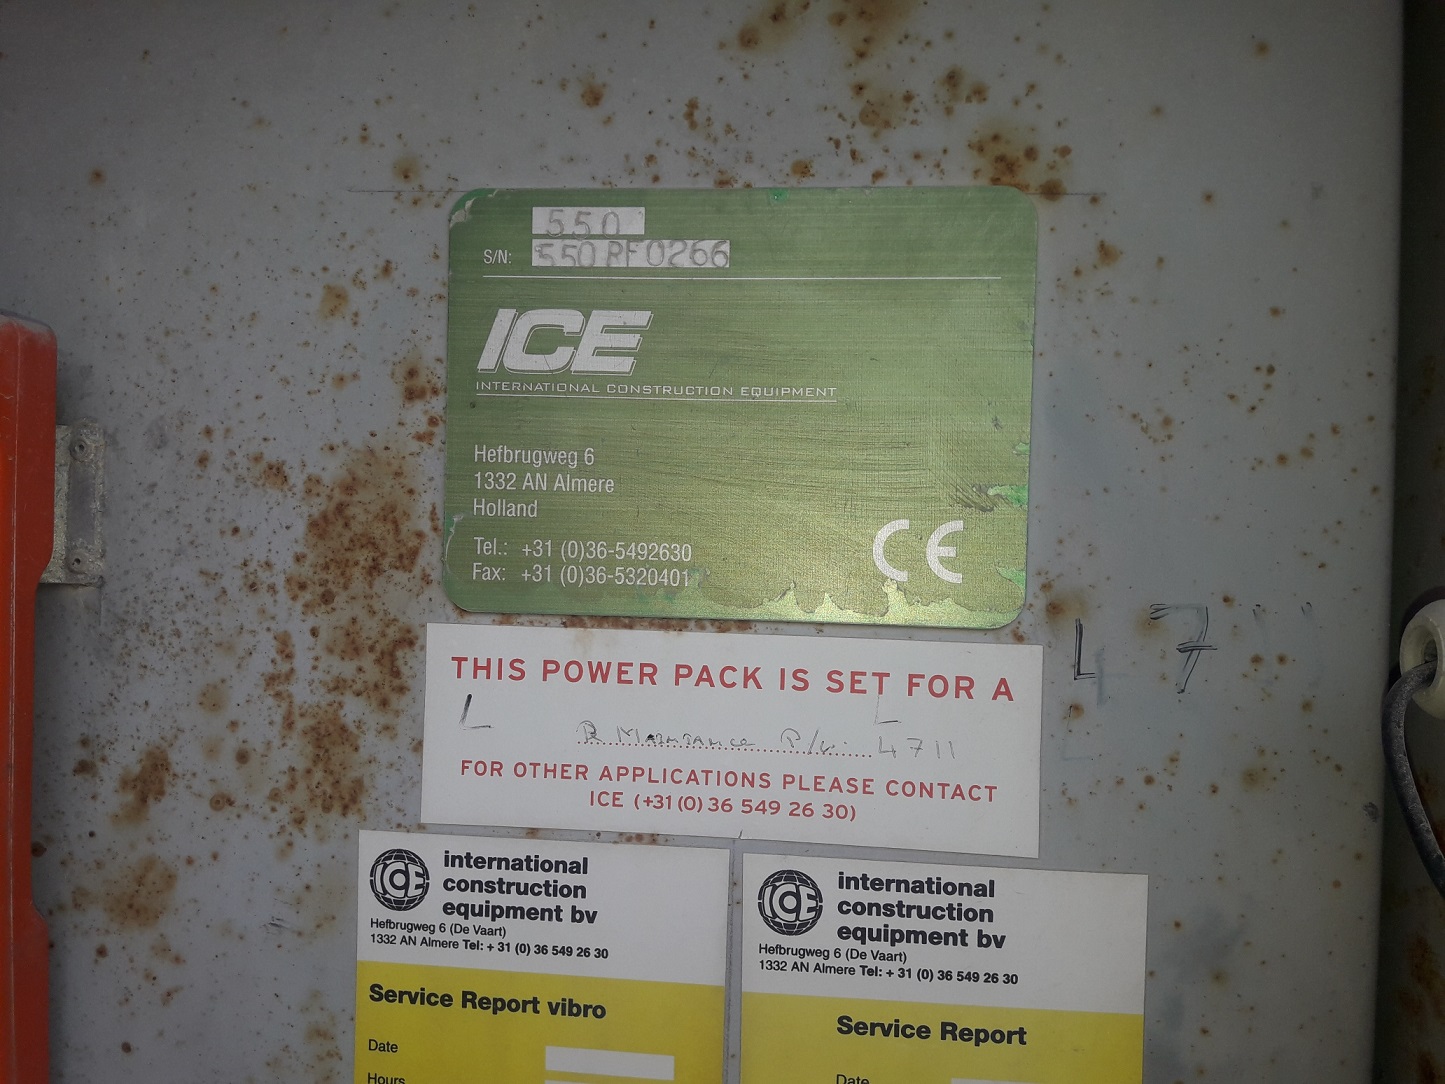 550
S/N: 550RF0266
ICE
INTERNATIONAL CONSTRUCTION EQUIPMENT
Hefbrugweg 6
1332 AN Almere
Holland
Tel.: +31 (0)36-5492630
Fax: +31 (0)36-5320401
CE
THIS POWER PACK IS SET FOR A
L
4711
L 7
FOR OTHER APPLICATIONS PLEASE CONTACT
ICE (+31 (0) 36 549 26 30)
ICE
international
construction
equipment bv
Hefbrugweg 6 (De Vaart)
1332 AN Almere Tel: + 31 (0) 36 549 26 30
Service Report vibro
Date
Hours
ICE
international
construction
equipment bv
Hefbrugweg 6 (De Vaart)
1332 AN Almere Tel: + 31 (0) 36 549 26 30
Service Report
Date